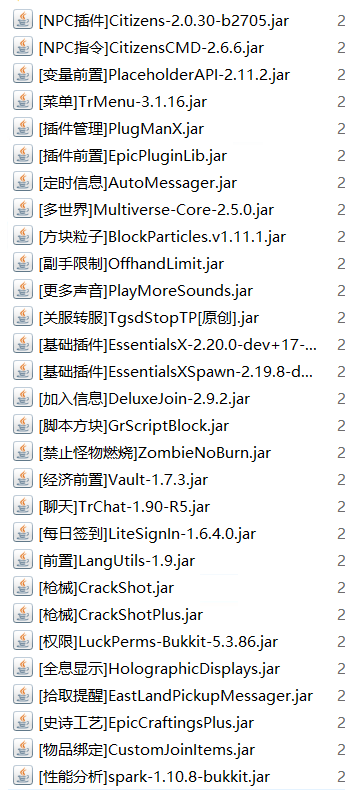 [NPC插件]Citizens-2.0.30-b2705.jar 2
[NPC指令]CitizensCMD-2.6.6.jar 2
[变量前置]PlaceholderAPI-2.11.2.jar 2
[菜单]TrMenu-3.1.16.jar 2
[插件管理]PlugManX.jar 2
[插件前置]EpicPluginLib.jar 2
[定时信息]AutoMessager.jar 2
[多世界]Multiverse-Core-2.5.0.jar 2
[方块粒子]BlockParticles.v1.11.1.jar 2
[副手限制]OffhandLimit.jar 2
[更多声音]PlayMoreSounds.jar 2
[关服转服]TgsdStopTP[原创].jar 2
[基础插件]EssentialsX-2.20.0-dev+17-... 2
[基础插件]EssentialsXSpawn-2.19.8-d... 2
[加入信息]DeluxeJoin-2.9.2.jar 2
[脚本方块]GrScriptBlock.jar 2
[禁止怪物燃烧]ZombieNoBurn.jar 2
[经济前置]Vault-1.7.3.jar 2
[聊天]TrChat-1.90-R5.jar 2
[每日签到]LiteSignIn-1.6.4.0.jar 2
[前置]LangUtils-1.9.jar 2
[枪械]CrackShot.jar 2
[枪械]CrackShotPlus.jar 2
[权限]LuckPerms-Bukkit-5.3.86.jar 2
[全息显示]HolographicDisplays.jar 2
[拾取提醒]EastLandPickupMessager.jar 2
[史诗工艺]EpicCraftingsPlus.jar 2
[物品绑定]CustomJoinItems.jar 2
[性能分析]spark-1.10.8-bukkit.jar 2